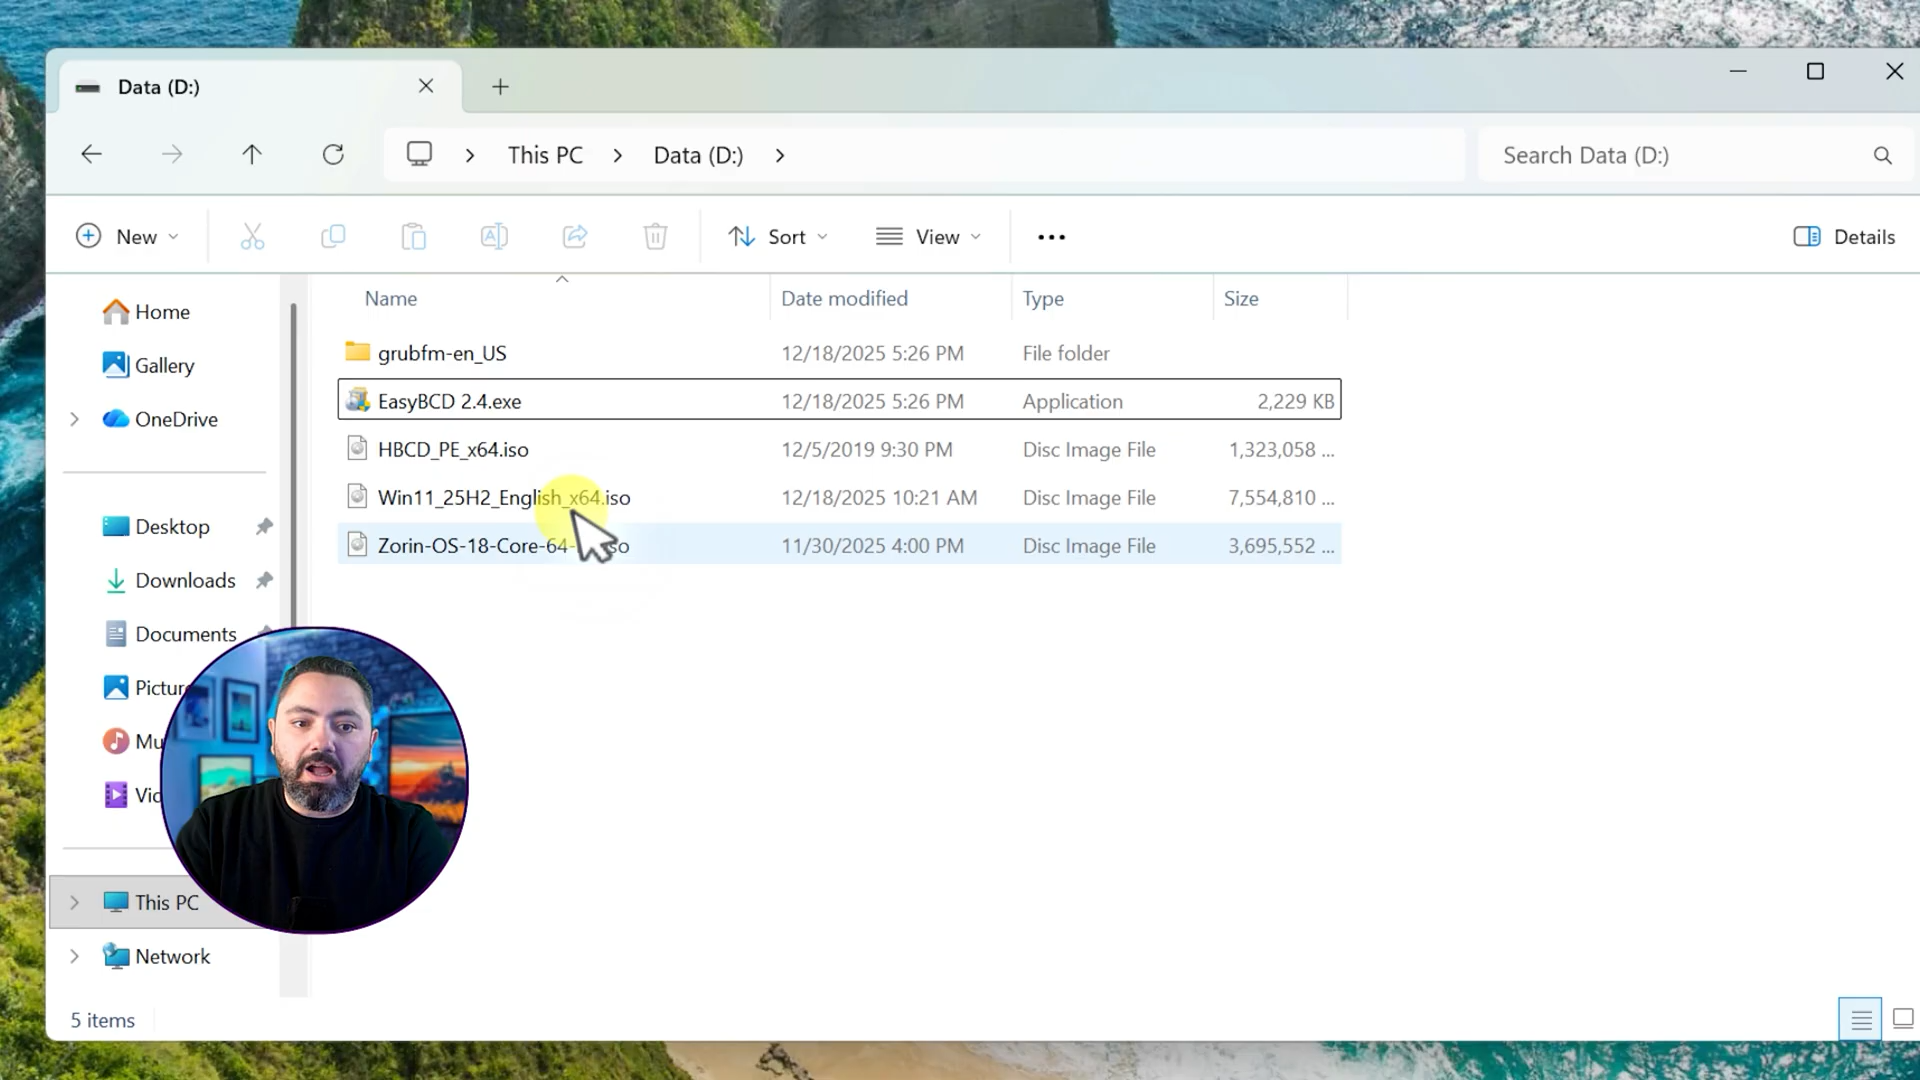 Data (D:)
This PC Data (D:)
Search Data (D:)
New
Sort
View
Details
Name Date modified Type Size
Home
Gallery
OneDrive
Desktop
Downloads
Documents
This PC
Network
grubfm-en_US 12/18/2025 5:26 PM File folder
EasyBCD 2.4.exe 12/18/2025 5:26 PM Application 2,229 KB
HBCD_PE_x64.iso 12/5/2019 9:30 PM Disc Image File 1,323,058 ...
Win11_25H2_English_x64.iso 12/18/2025 10:21 AM Disc Image File 7,554,810 ...
Zorin-OS-18-Core-64- 11/30/2025 4:00 PM Disc Image File 3,695,552 ...
5 items